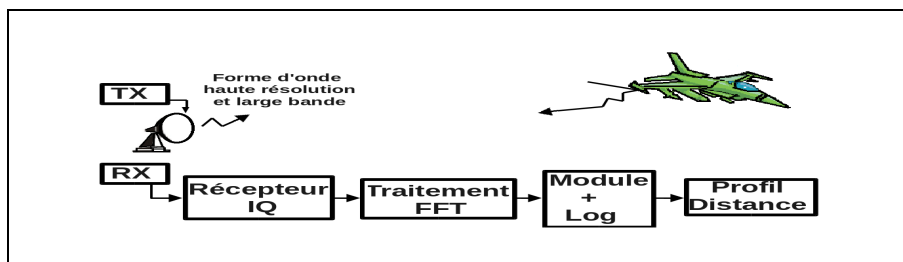 Forme d'onde
haute résolution
et large bande
TX
RX
Récepteur
IQ
Traitement
FFT
Module
+
Log
Profil
Distance